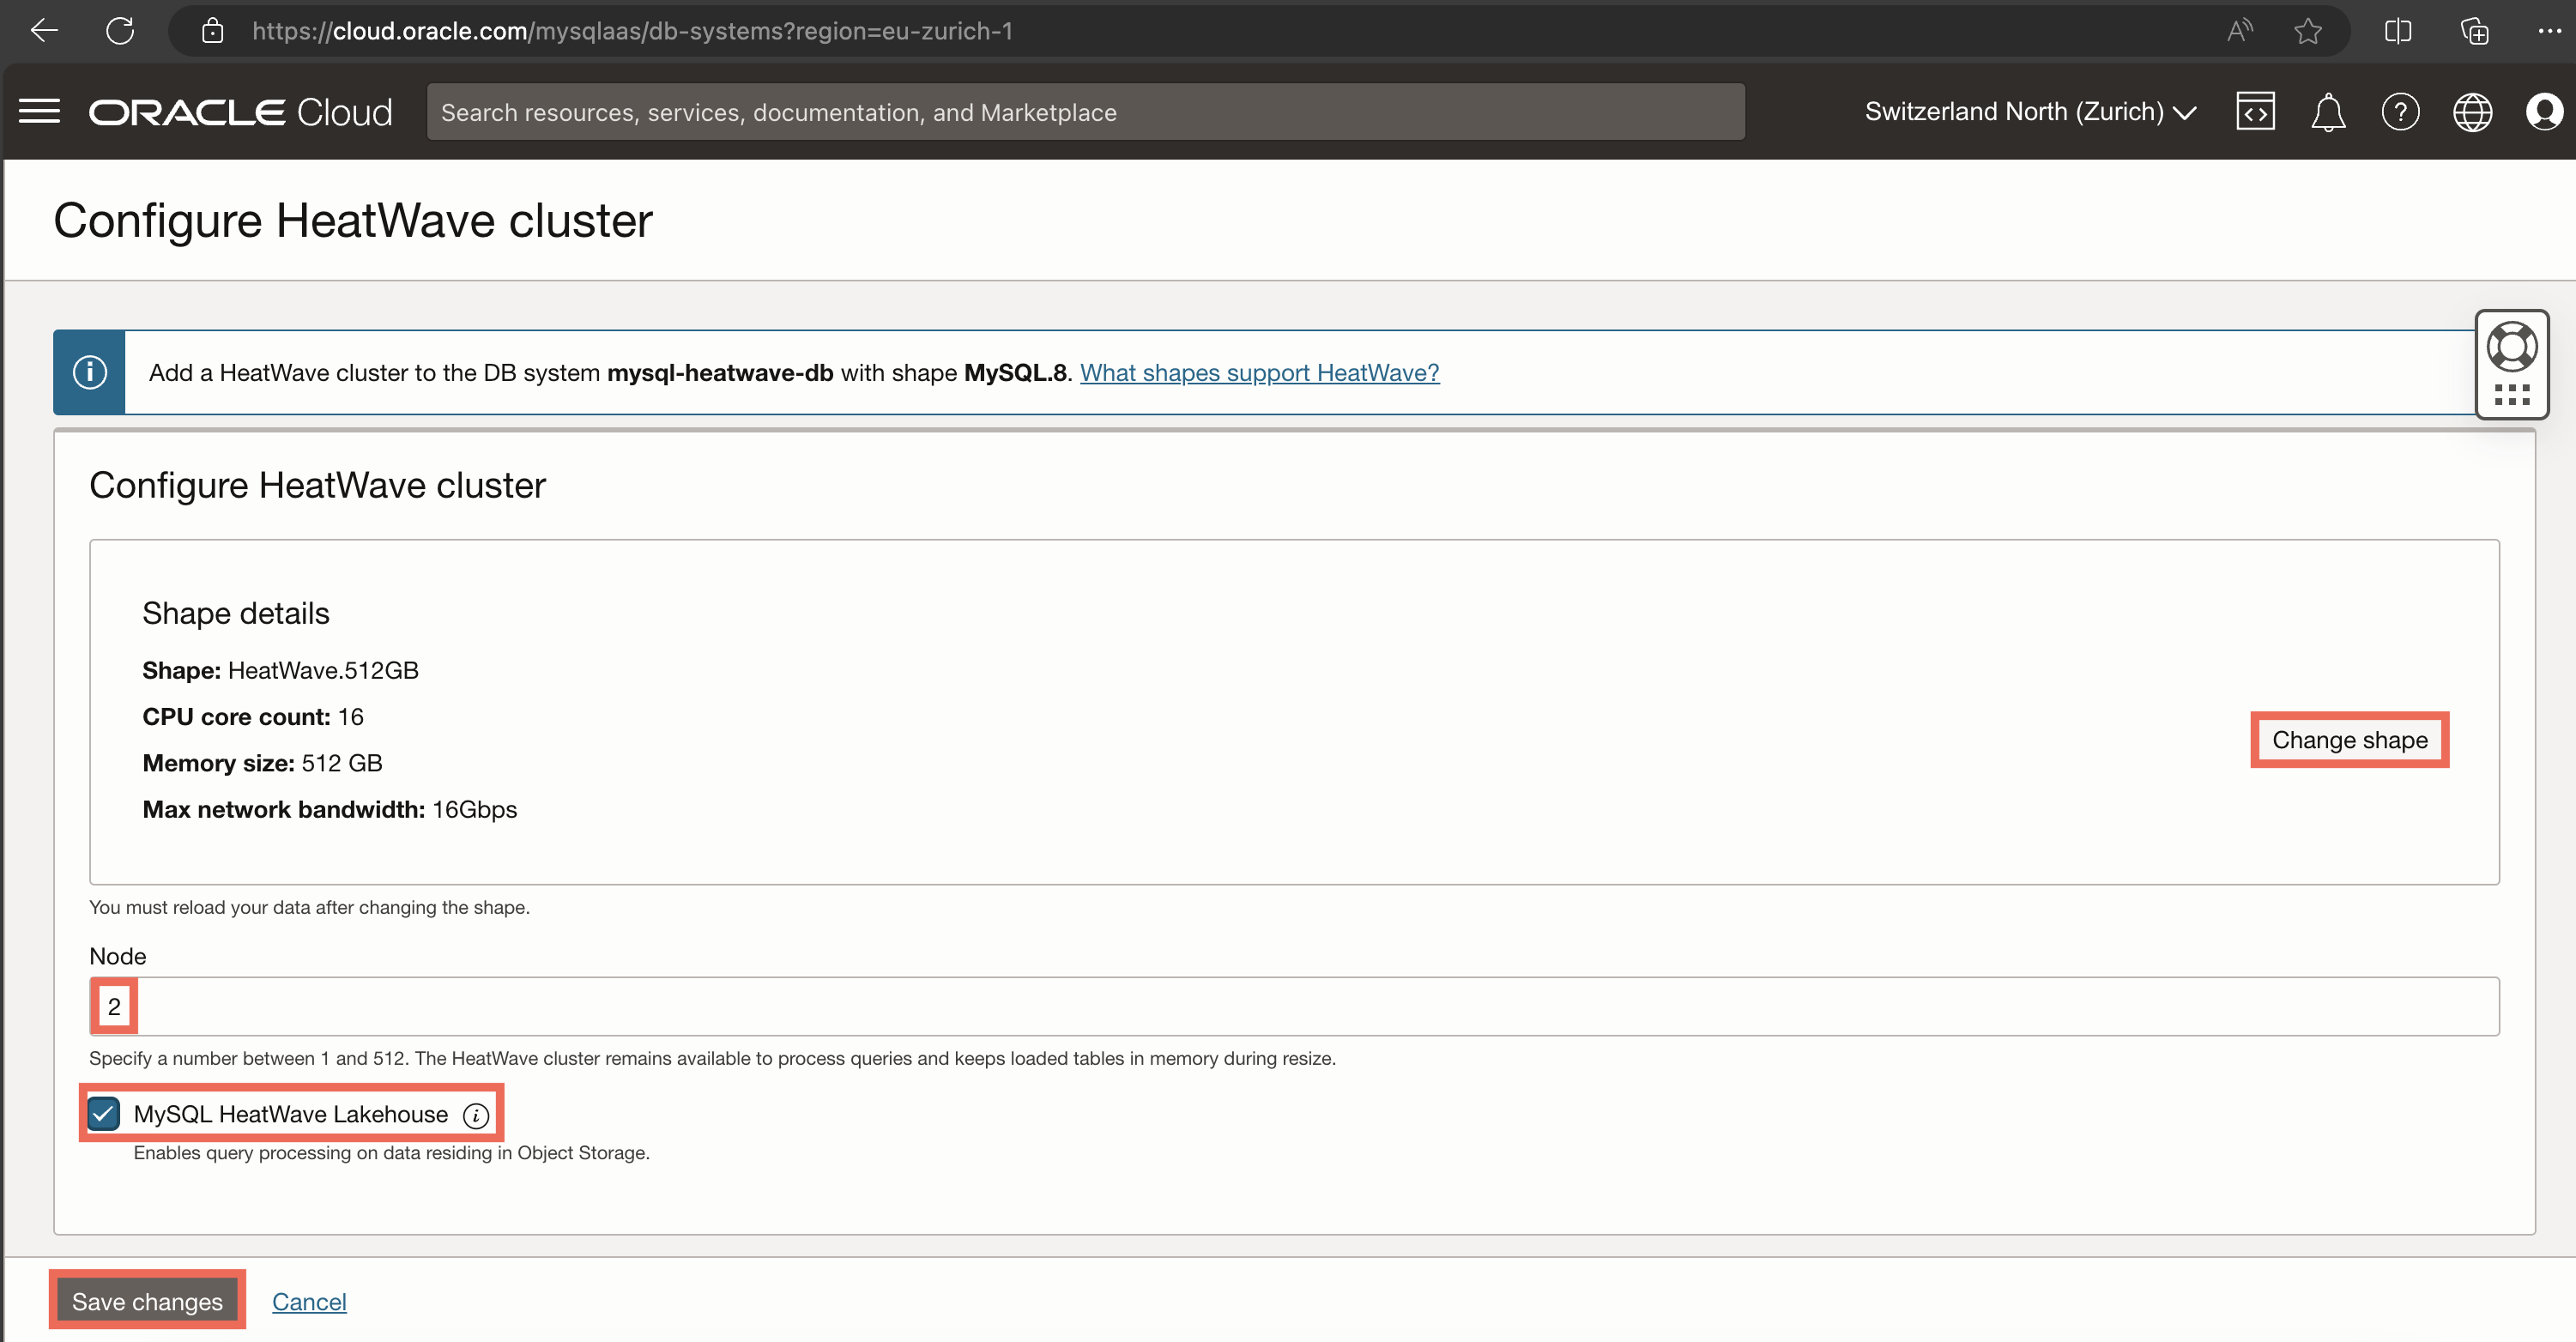 https://cloud.oracle.com/mysqlaas/db-systems?region=eu-zurich-1
ORACLE Cloud
Search resources, services, documentation, and Marketplace
Switzerland North (Zurich)
Configure HeatWave cluster
Add a HeatWave cluster to the DB system mysql-heatwave-db with shape MySQL.8. What shapes support HeatWave?
Configure HeatWave cluster
Shape details
Shape: HeatWave.512GB
CPU core count: 16
Memory size: 512 GB
Max network bandwidth: 16Gbps
Change shape
You must reload your data after changing the shape.
Node
2
Specify a number between 1 and 512. The HeatWave cluster remains available to process queries and keeps loaded tables in memory during resize.
MySQL HeatWave Lakehouse
Enables query processing on data residing in Object Storage.
Save changes
Cancel